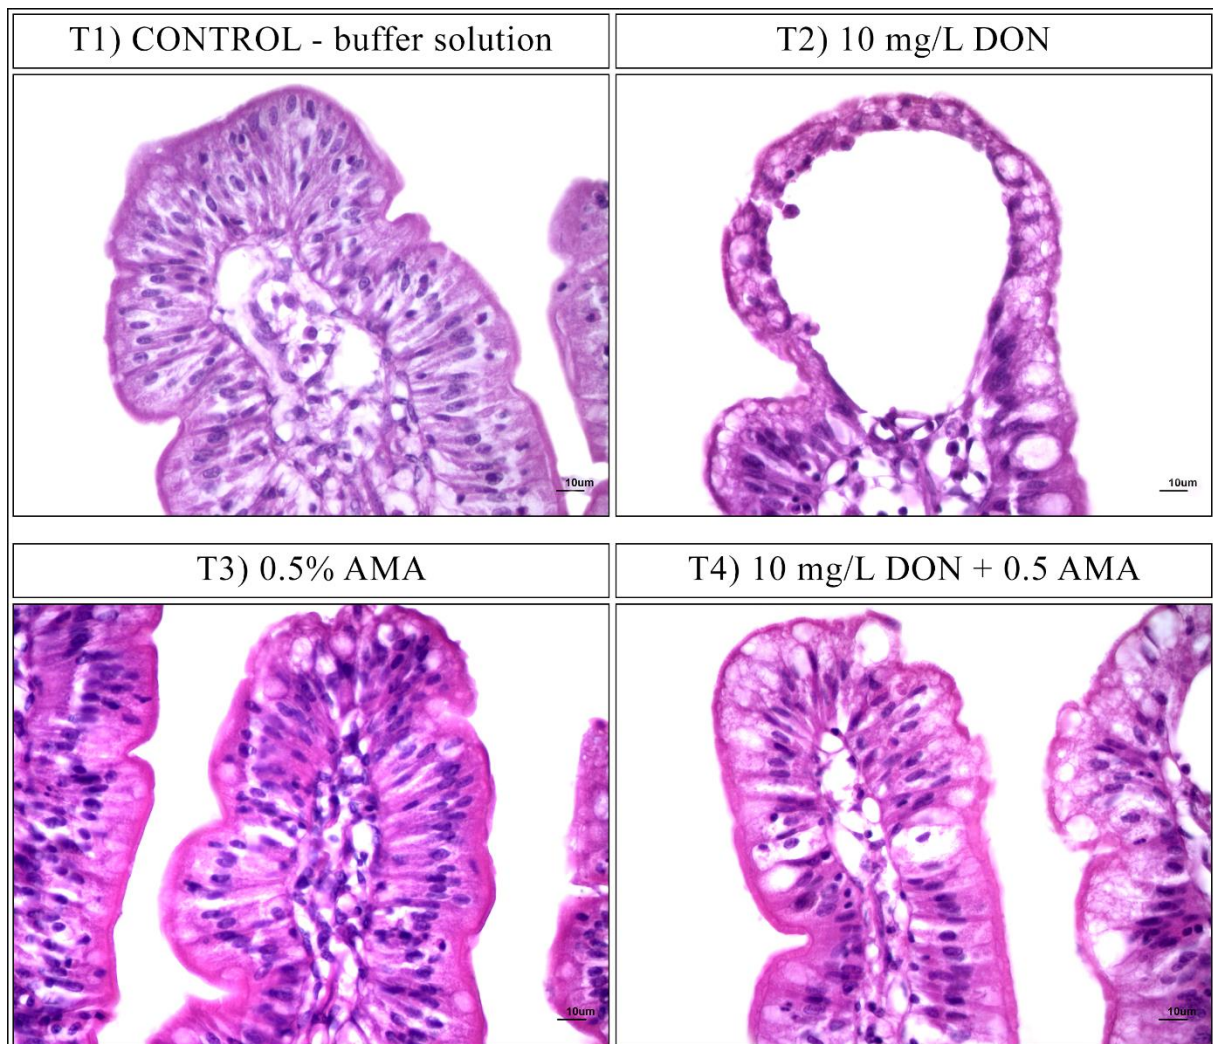 T1) CONTROL - buffer solution
T2) 10 mg/L DON
10um
10um
T3) 0.5% AMA
T4) 10 mg/L DON + 0.5 AMA
10um
10um